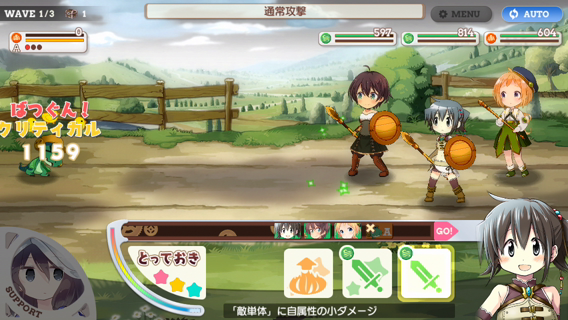 WAVE 1/3 1
通常攻撃
MENU
AUTO
0
A
597
814
604
ばつぐん!
クリティカル
1159
GO!
とっておき
SUPPORT
「敵単体」に自属性の小ダメージ